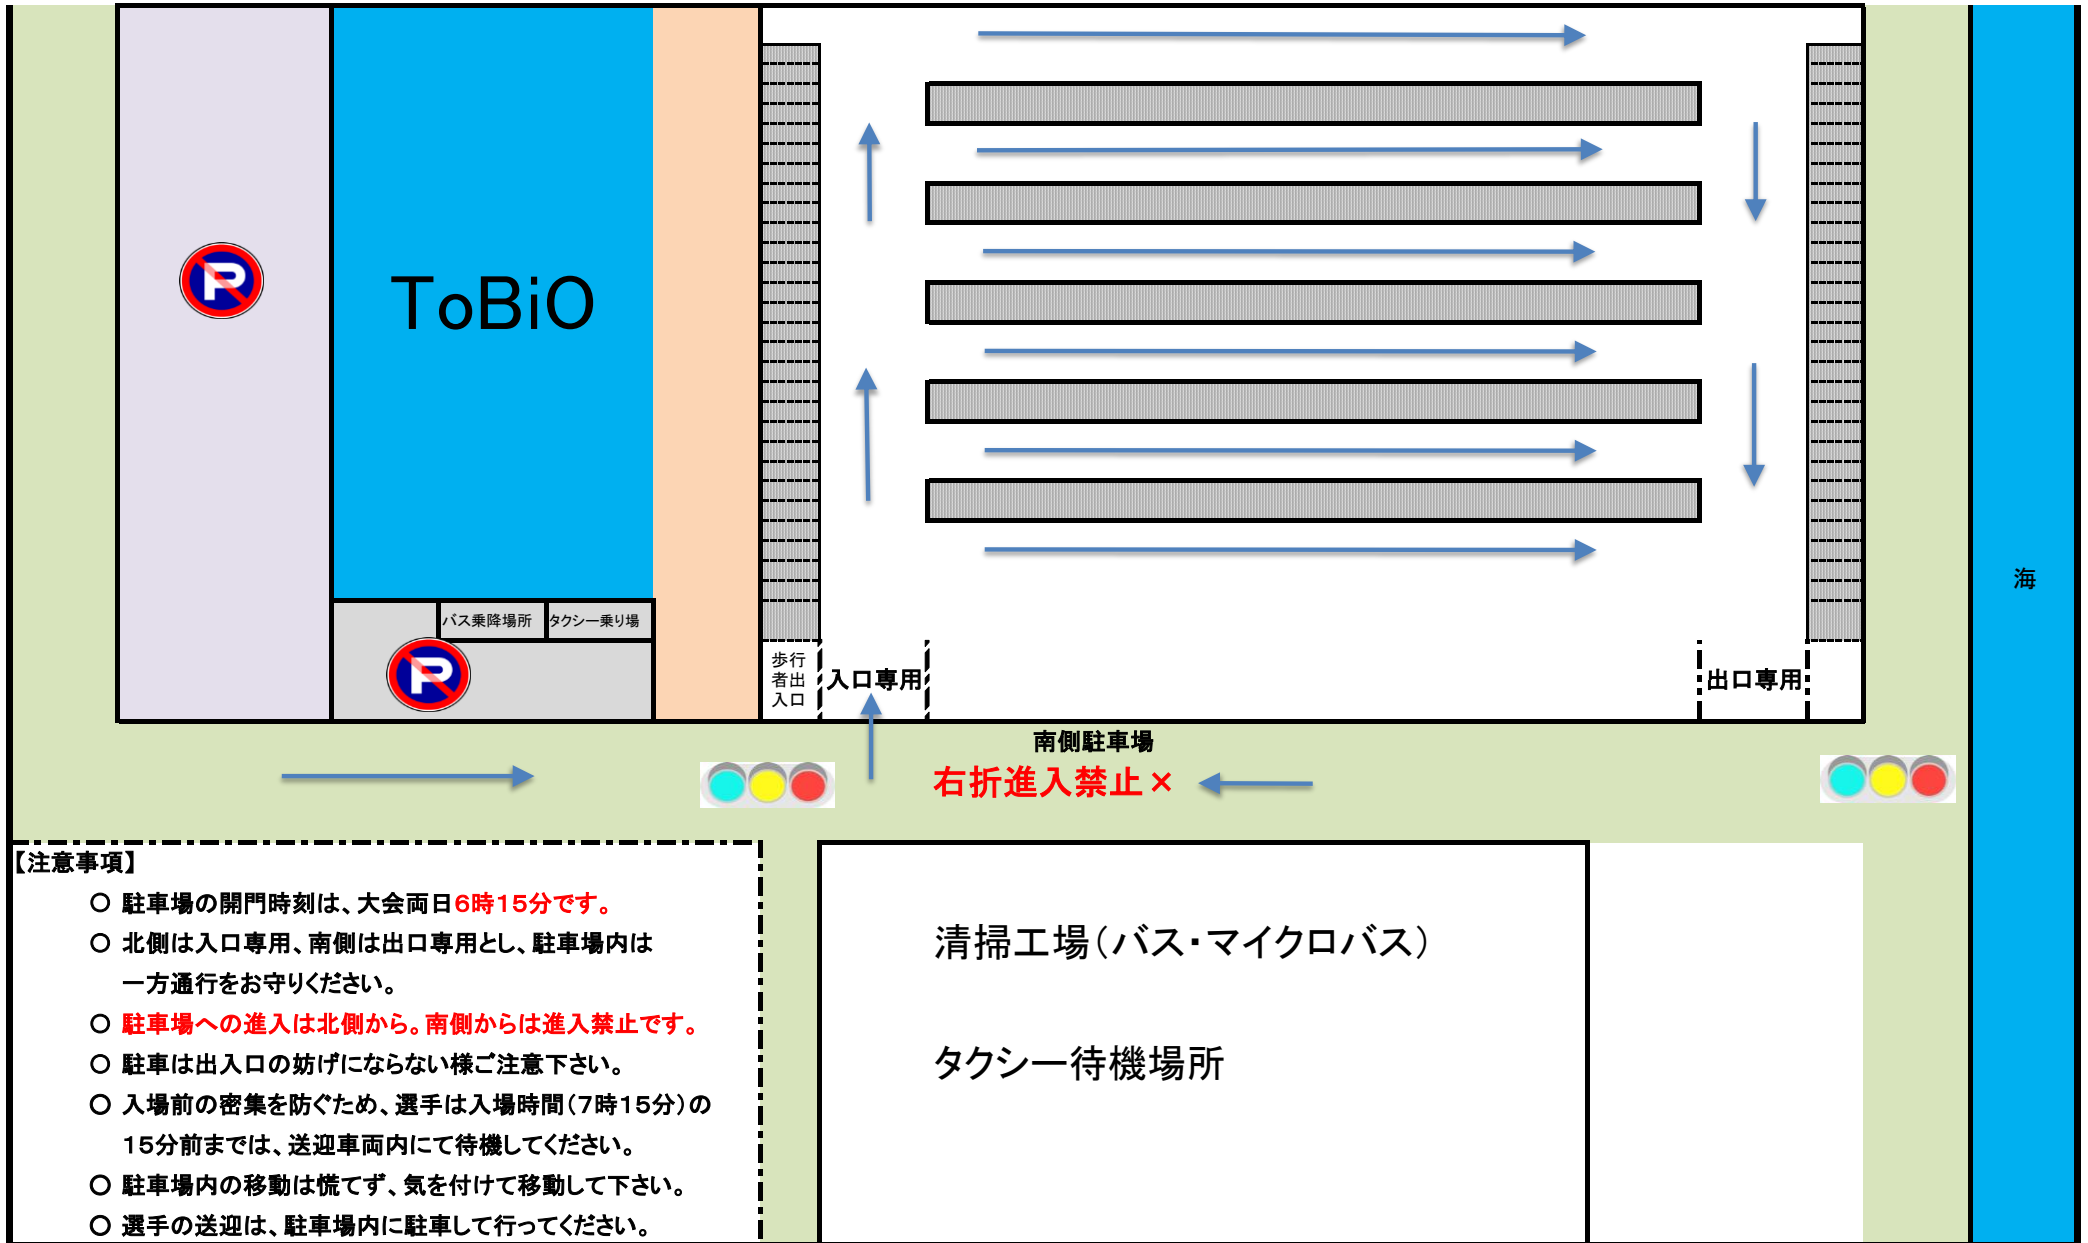 ToBiO
バス乗降場所
タクシー乗り場
歩行
者出
入口
入口専用
出口専用
海
南側駐車場
右折進入禁止×
【注意事項】
○ 駐車場の開門時刻は、大会両日6時15分です。
○ 北側は入口専用、南側は出口専用とし、駐車場内は
一方通行をお守りください。
○ 駐車場への進入は北側から。南側からは進入禁止です。
○ 駐車は出入口の妨げにならない様ご注意下さい。
○ 入場前の密集を防ぐため、選手は入場時間(7時15分)の
15分前までは、送迎車両内にて待機してください。
○ 駐車場内の移動は慌てず、気を付けて移動して下さい。
○ 選手の送迎は、駐車場内に駐車して行ってください。
清掃工場(バス・マイクロバス)
タクシー待機場所